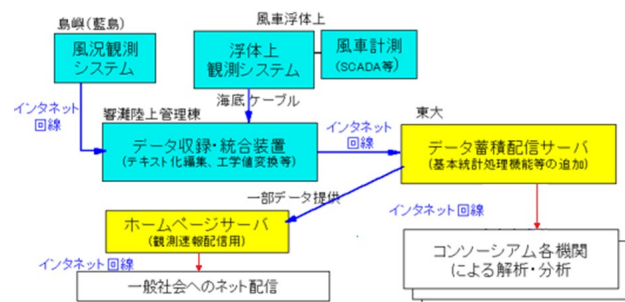 島嶼(藍島)
風車浮体上
風況観測
システム
浮体上
観測システム
風車計測
(SCADA等)
インタネット
回線
海底ケーブル
響灘陸上管理棟
データ収録・統合装置
(テキスト化編集、工学値変換等)
インタネット
回線
東大
データ蓄積配信サーバ
(基本統計処理機能等の追加)
一部データ提供
ホームページサーバ
(観測速報配信用)
インタネット回線
インタネット回線
コンソーシアム各機関
による解析・分析
一般社会へのネット配信